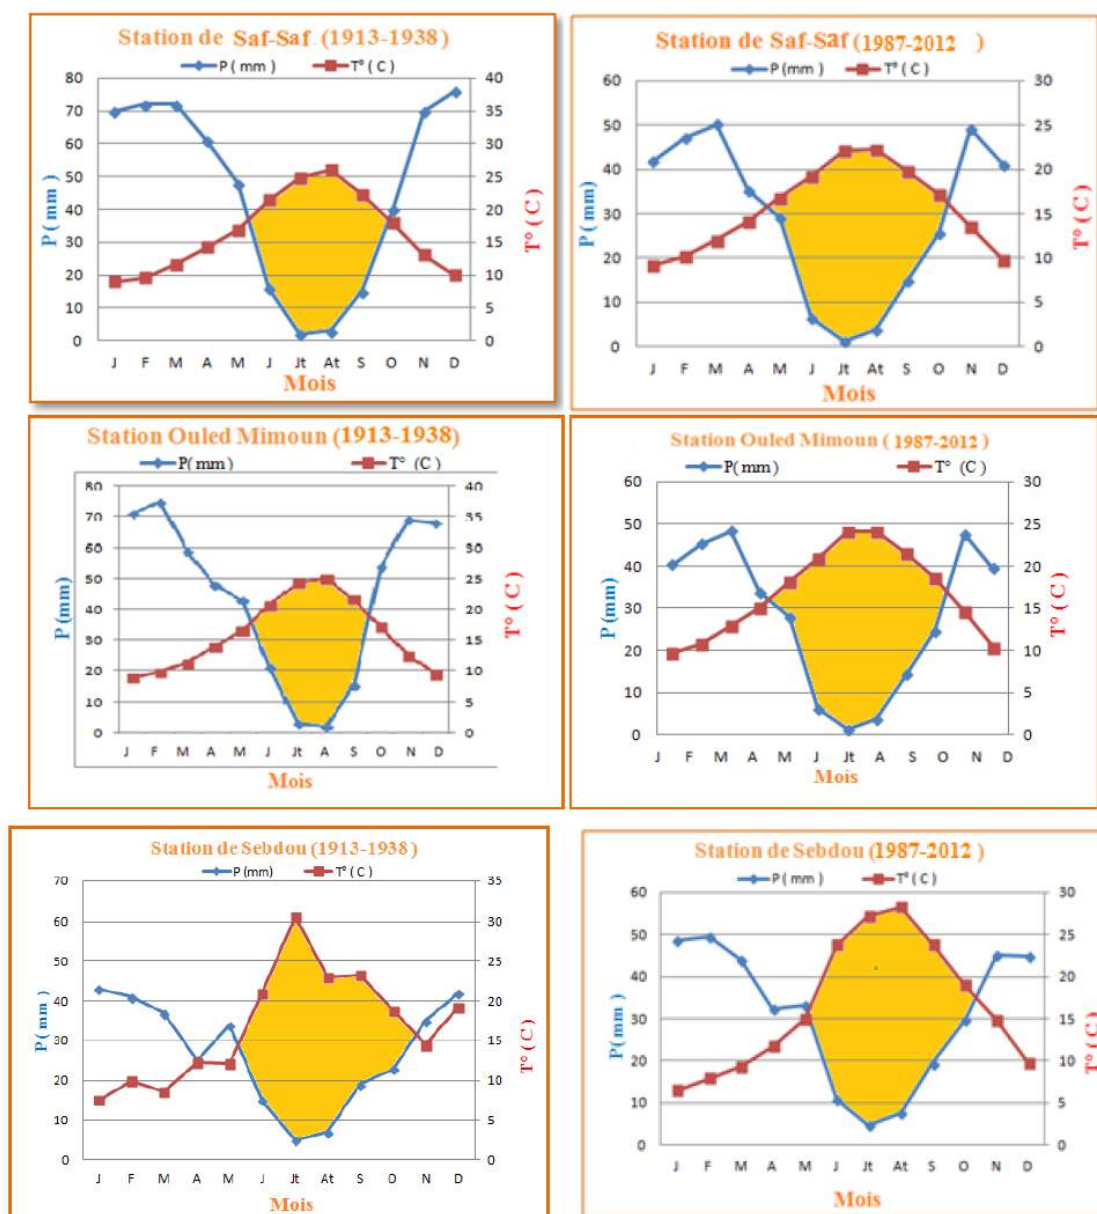 Station de Saf-Saf (1913-1938)
P ( mm ) T° ( C )
80
70
60
50
40
30
20
10
0
40
35
30
25
20
15
10
5
0
P ( mm )
T° ( C )
J F M A M J Jt At S O N D
Mois
Station de Saf-Saf (1987-2012 )
P ( mm ) T° ( C )
60
50
40
30
20
10
0
30
25
20
15
10
5
0
P ( mm)
T° ( C )
J F M A M J Jt At S O N D
Mois
Station Ouled Mimoun (1913-1938)
P( mm ) T° ( C )
80
70
60
50
40
30
20
10
0
40
35
30
25
20
15
10
5
0
P (mm)
T° ( C )
J F M A M J Jt A S O N D
Mois
Station Ouled Mimoun ( 1987-2012 )
P( mm ) T° (C )
60
50
40
30
20
10
0
30
25
20
15
10
5
0
P (mm)
T° ( C )
J F M A M J Jt A S O N D
Mois
Station de Sebdou (1913-1938)
P (mm) T° ( C )
70
60
50
40
30
20
10
0
35
30
25
20
15
10
5
0
P ( mm )
T° ( C )
J F M A M J Jt At S O N D
Mois
Station de Sebdou (1987-2012 )
P ( mm ) T° ( C )
60
50
40
30
20
10
0
30
25
20
15
10
5
0
P ( mm )
T° ( C )
J F M A M J Jt At S O N D
Mois